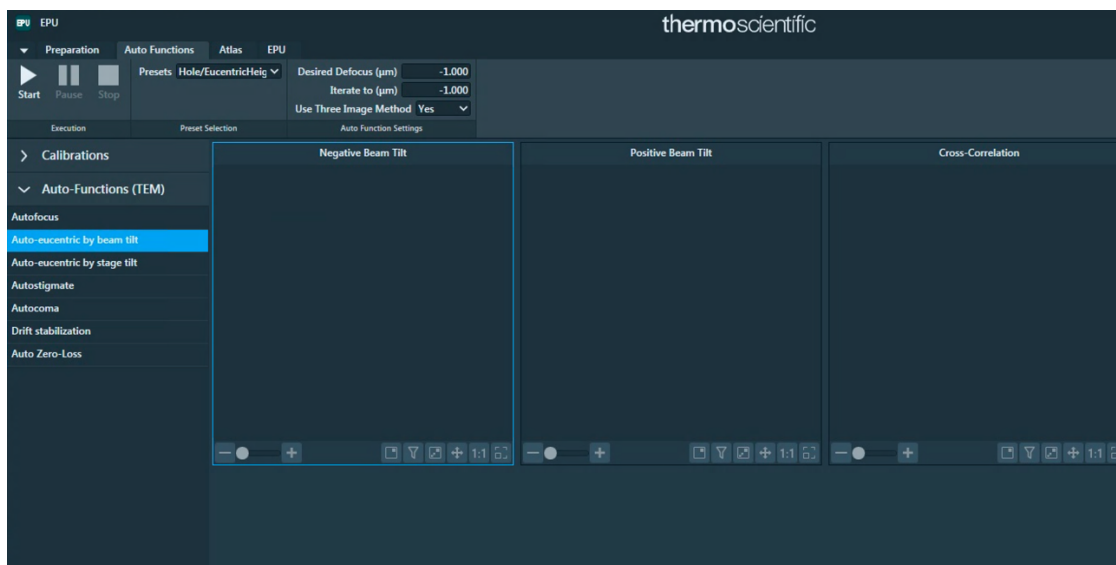 EPU EPU
thermoscientific
Preparation Auto Functions Atlas EPU
Start Pause Stop
Presets Hole/EucentricHeig
Desired Defocus (µm) -1.000
Iterate to (µm) -1.000
Use Three Image Method Yes
Execution Preset Selection Auto Function Settings
Calibrations
Auto-Functions (TEM)
Autofocus
Auto-eucentric by beam tilt
Auto-eucentric by stage tilt
Autostigmate
Autocoma
Drift stabilization
Auto Zero-Loss
Negative Beam Tilt Positive Beam Tilt Cross-Correlation
1:1 1:1 1:1